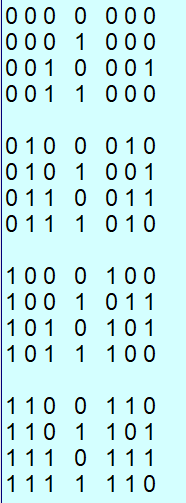 0 0 0 0 0 0 0
0 0 0 1 0 0 0
0 0 1 0 0 0 1
0 0 1 1 0 0 0
0 1 0 0 0 1 0
0 1 0 1 0 0 1
0 1 1 0 0 1 1
0 1 1 1 0 1 0
1 0 0 0 1 0 0
1 0 0 1 0 1 1
1 0 1 0 1 0 1
1 0 1 1 1 0 0
1 1 0 0 1 1 0
1 1 0 1 1 0 1
1 1 1 0 1 1 1
1 1 1 1 1 1 0